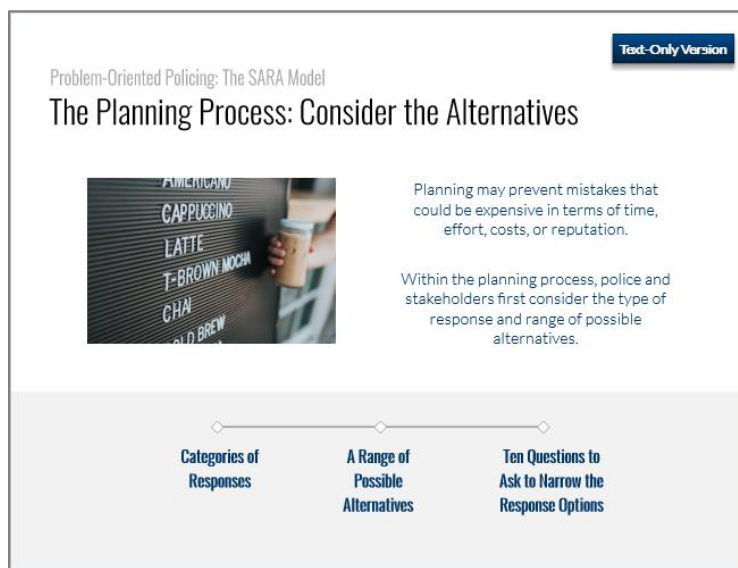 Text-Only Version
Problem-Oriented Policing: The SARA Model
The Planning Process: Consider the Alternatives
AMERICANO
CAPPUCCINO
LATTE
T-BROWN MOCHA
CHAI
BREW
Planning may prevent mistakes that
could be expensive in terms of time,
effort, costs, or reputation.
Within the planning process, police and
stakeholders first consider the type of
response and range of possible
alternatives.
Categories of
Responses
A Range of
Possible
Alternatives
Ten Questions to
Ask to Narrow the
Response Options